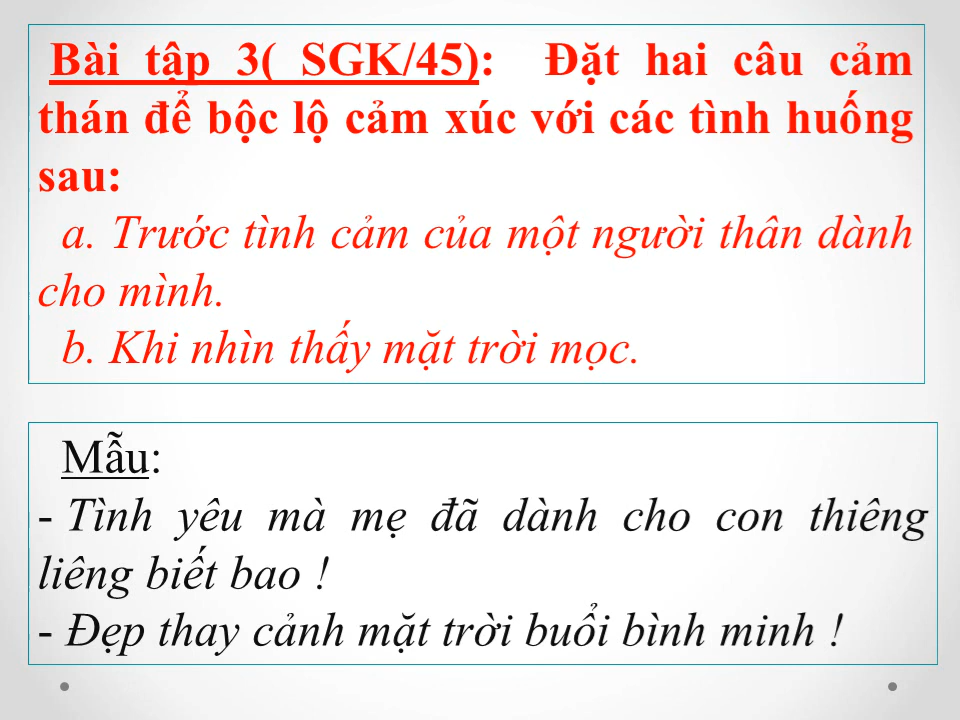 Bài tập 3( SGK/45): Đặt hai câu cảm
thán để bộc lộ cảm xúc với các tình huống
sau:
a. Trước tình cảm của một người thân dành
cho mình.
b. Khi nhìn thấy mặt trời mọc.
Mẫu:
- Tình yêu mà mẹ đã dành cho con thiêng
liêng biết bao !
- Đẹp thay cảnh mặt trời buổi bình minh !